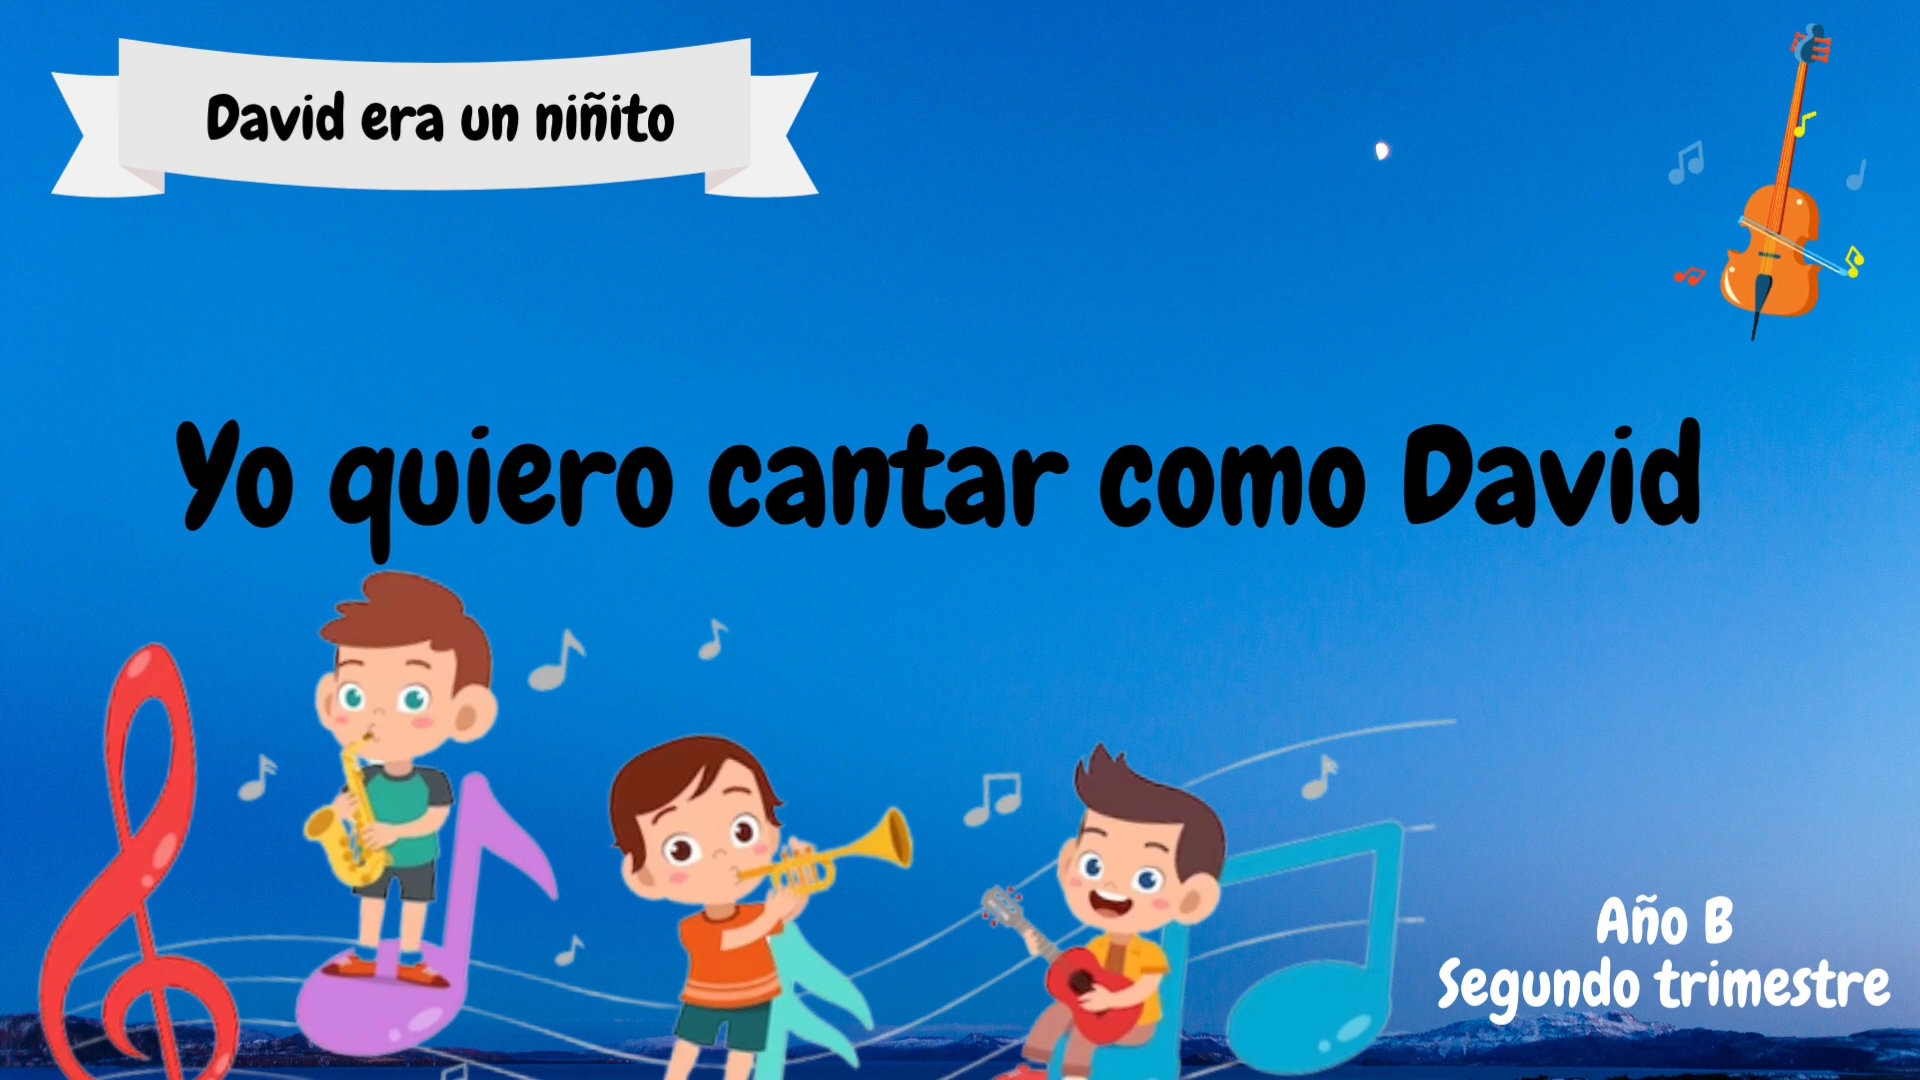 David era un niñito
Yo quiero cantar como David
Año B
Segundo trimestre